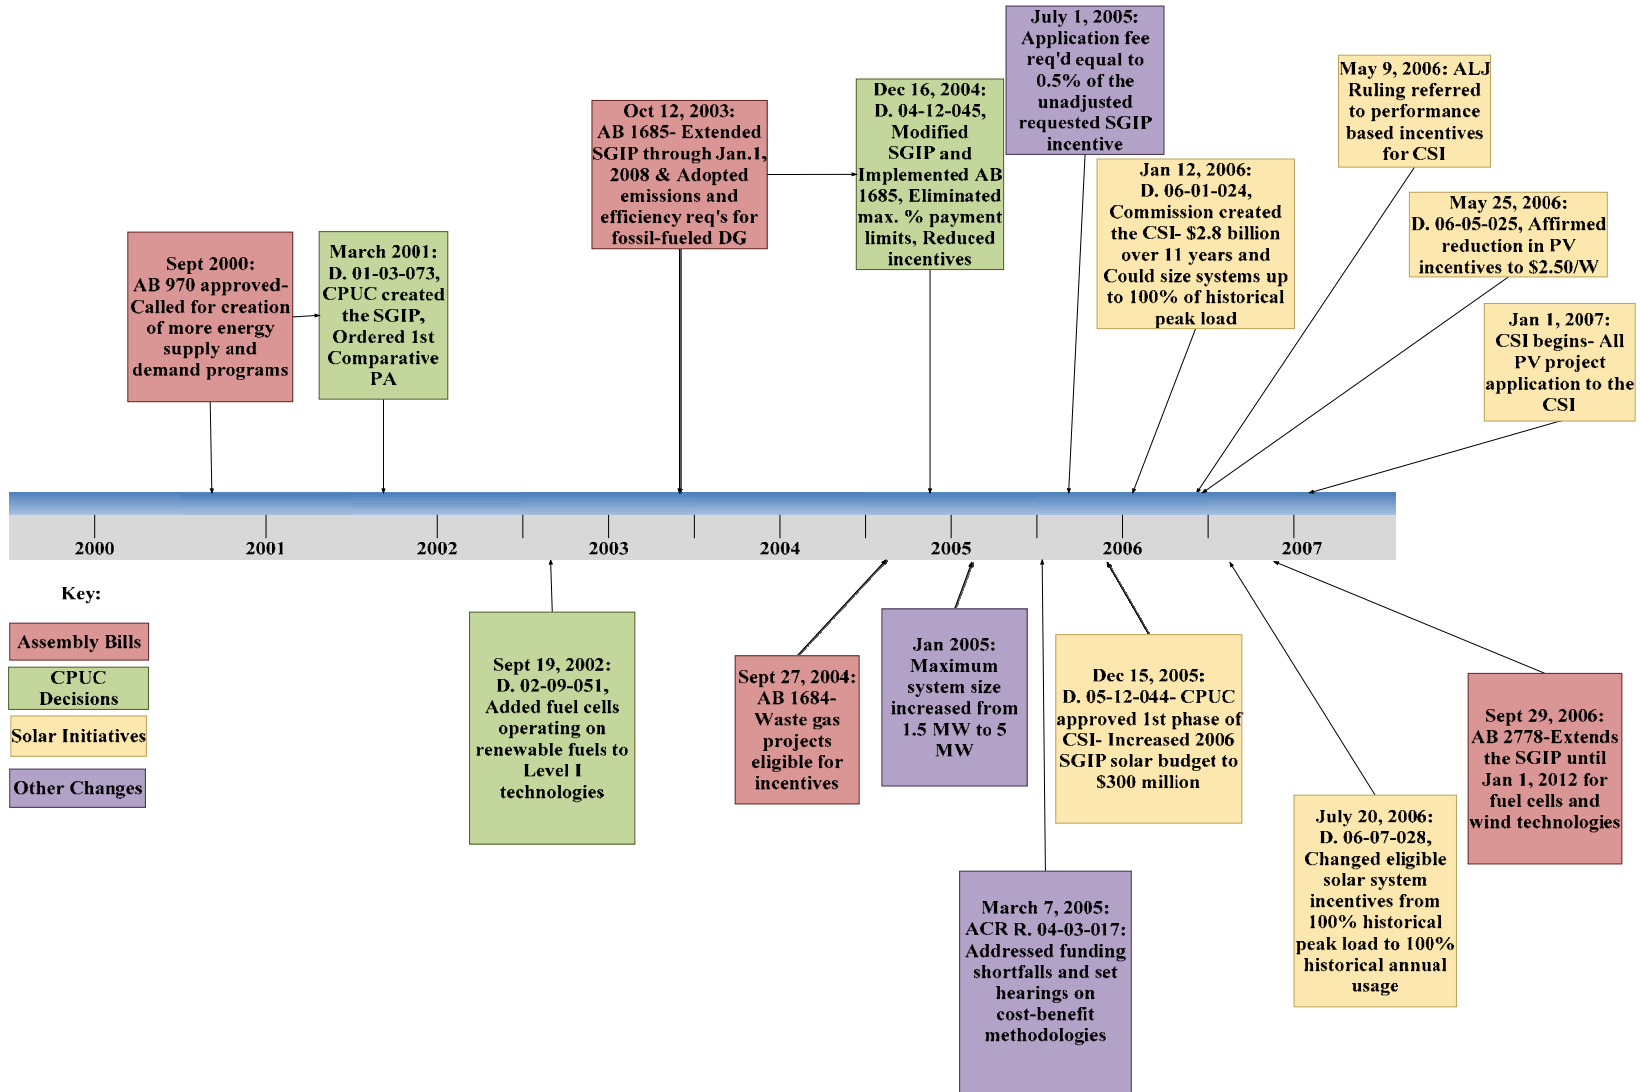 July 1, 2005:
Application fee
req'd equal to
0.5% of the
unadjusted
requested SGIP
incentive
May 9, 2006: ALJ
Ruling referred
to performance
based incentives
for CSI
Dec 16, 2004:
D. 04-12-045,
Modified
SGIP and
Implemented AB
1685, Eliminated
max. % payment
limits, Reduced
incentives
Oct 12, 2003:
AB 1685- Extended
SGIP through Jan.1,
2008 & Adopted
emissions and
efficiency req's for
fossil-fueled DG
Jan 12, 2006:
D. 06-01-024,
Commission created
the CSI- $2.8 billion
over 11 years and
Could size systems up
to 100% of historical
peak load
May 25, 2006:
D. 06-05-025, Affirmed
reduction in PV
incentives to $2.50/W
Sept 2000:
AB 970 approved-
Called for creation
of more energy
supply and
demand programs
March 2001:
D. 01-03-073,
CPUC created
the SGIP,
Ordered 1st
Comparative
PA
Jan 1, 2007:
CSI begins- All
PV project
application to the
CSI
2000
2001
2002
2003
2004
2005
2006
2007
Key:
Assembly Bills
CPUC
Decisions
Solar Initiatives
Other Changes
Sept 19, 2002:
D. 02-09-051,
Added fuel cells
operating on
renewable fuels to
Level I
technologies
Sept 27, 2004:
AB 1684-
Waste gas
projects
eligible for
incentives
Jan 2005:
Maximum
system size
increased from
1.5 MW to 5
MW
March 7, 2005:
ACR R. 04-03-017:
Addressed funding
shortfalls and set
hearings on
cost-benefit
methodologies
Dec 15, 2005:
D. 05-12-044- CPUC
approved 1st phase of
CSI- Increased 2006
SGIP solar budget to
$300 million
July 20, 2006:
D. 06-07-028,
Changed eligible
solar system
incentives from
100% historical
peak load to 100%
historical annual
usage
Sept 29, 2006:
AB 2778-Extends
the SGIP until
Jan 1, 2012 for
fuel cells and
wind technologies